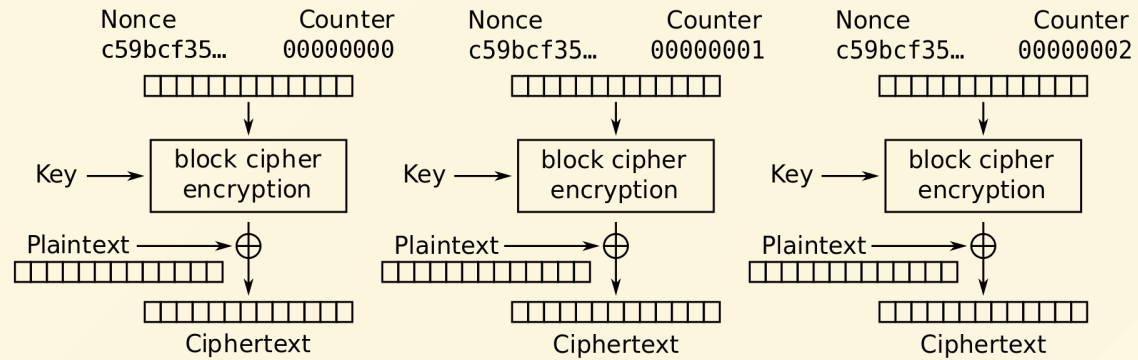 Nonce Counter Nonce Counter Nonce Counter
c59bcf35… 00000000 c59bcf35… 00000001 c59bcf35… 00000002
block cipher block cipher block cipher
Key encryption Key encryption Key encryption
Plaintext Plaintext Plaintext
Ciphertext Ciphertext Ciphertext